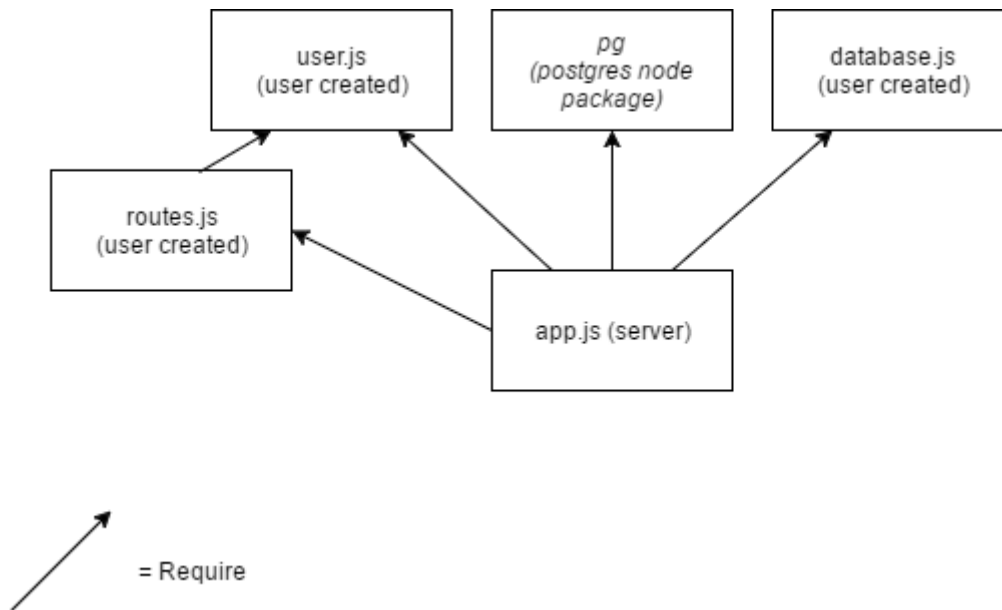 user.js
(user created)
pg
(postgres node
package)
database.js
(user created)
routes.js
(user created)
app.js (server)
= Require